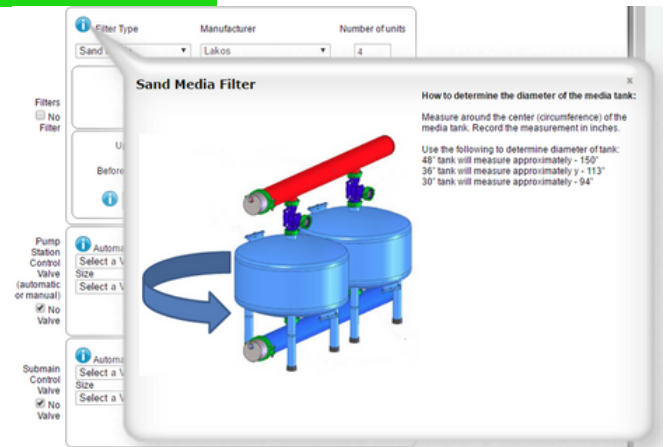 Filter Type
Manufacturer
Number of units
Sand
Lakos
4
Sand Media Filter
x
How to determine the diameter of the media tank:
Measure around the center (circumference) of the
media tank. Record the measurement in inches.
Use the following to determine diameter of tank:
48" tank will measure approximately - 150"
36" tank will measure approximately y - 113"
30" tank will measure approximately - 94"
Filters
No
Filter
Before
Pump
Station
Control
Valve
(automatic
or manual)
No
Valve
Automa
Select a V
Size
Select a V
Submain
Control
Valve
No
Valve
Automa
Select a V
Size
Select a V